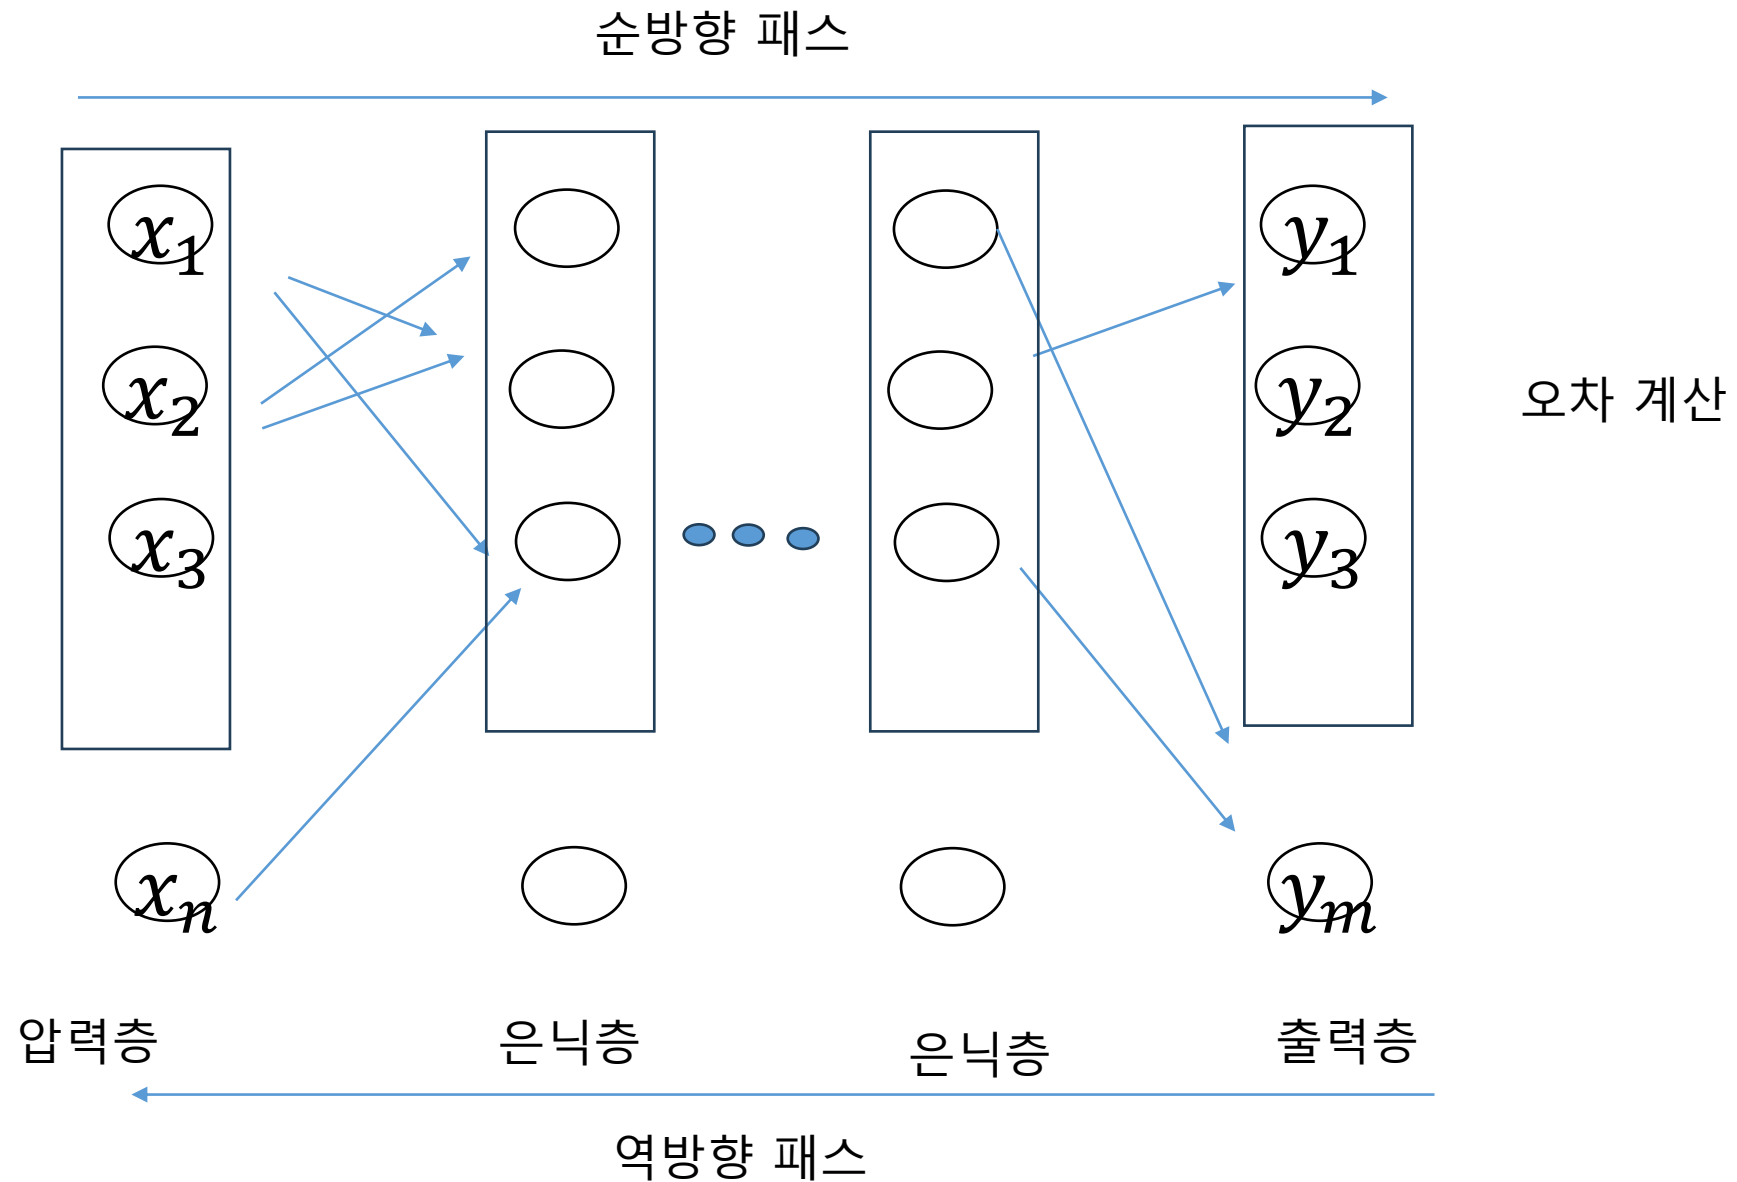 순방향 패스
x1
y1
x2
y2
오차 계산
x3
y3
xn
ym
압력층
은닉층
은닉층
출력층
역방향 패스